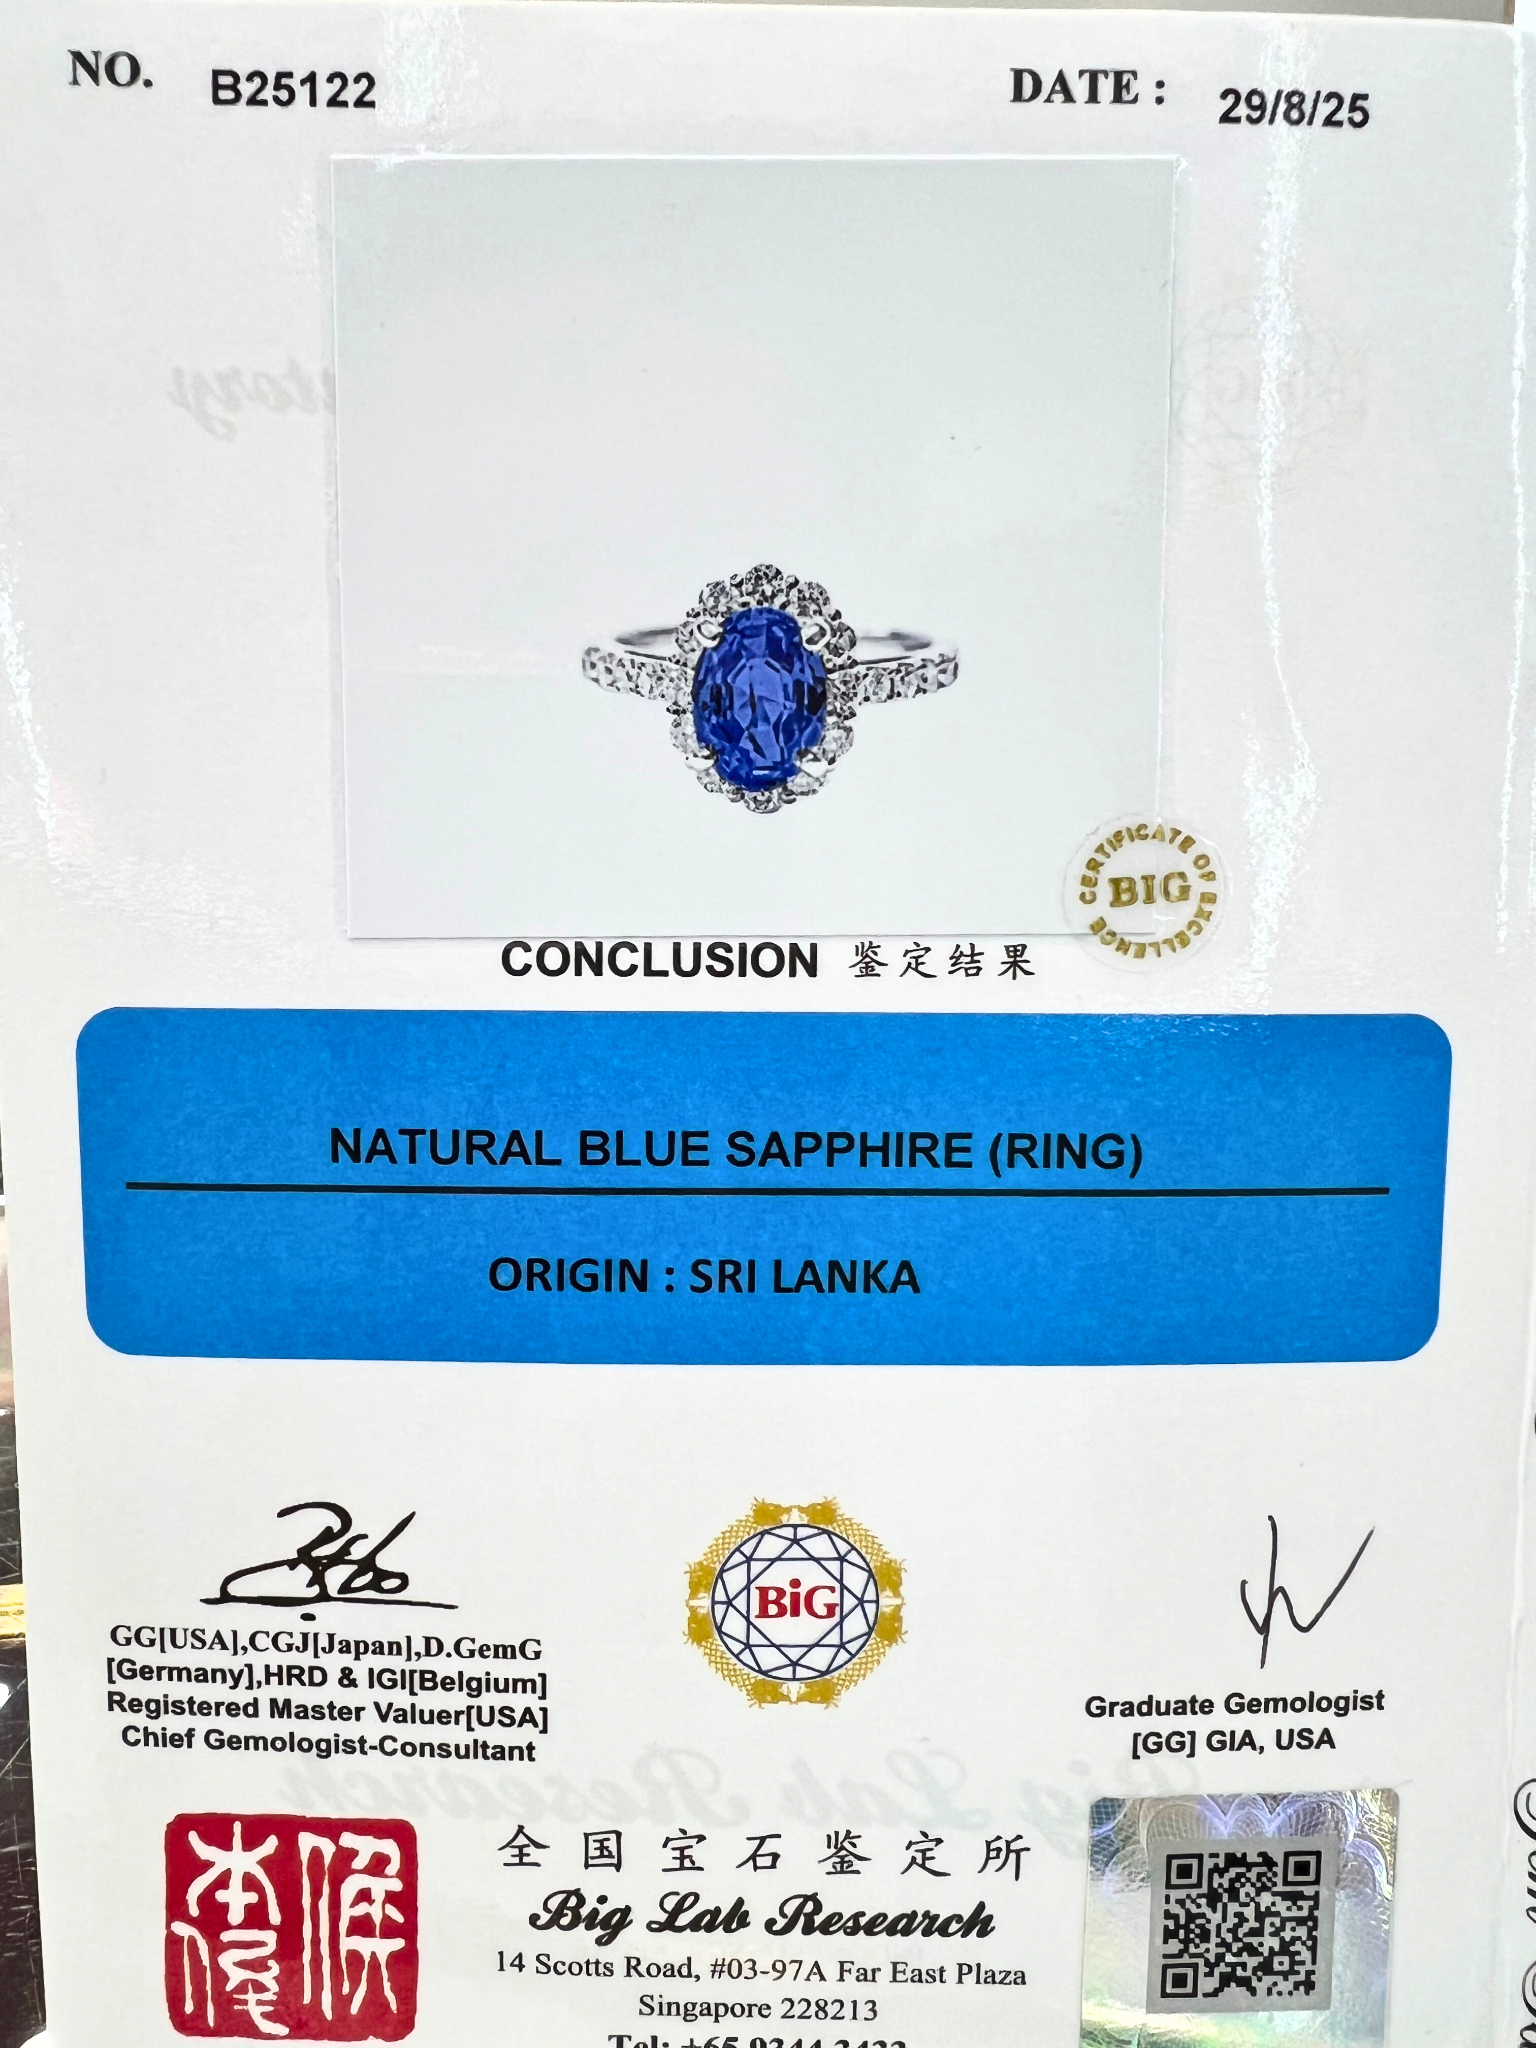 NO. B25122
DATE : 29/8/25
CERTIFICATE OF EXCELLENCE
BIG
CONCLUSION 鉴定结果
NATURAL BLUE SAPPHIRE (RING)
ORIGIN : SRI LANKA
GG[USA],CGJ[Japan],D.GemG
[Germany],HRD & IGI[Belgium]
Registered Master Valuer[USA]
Chief Gemologist-Consultant
BiG
Graduate Gemologist
[GG] GIA, USA
全国宝石鉴定所
Big Lab Research
14 Scotts Road, #03-97A Far East Plaza
Singapore 228213